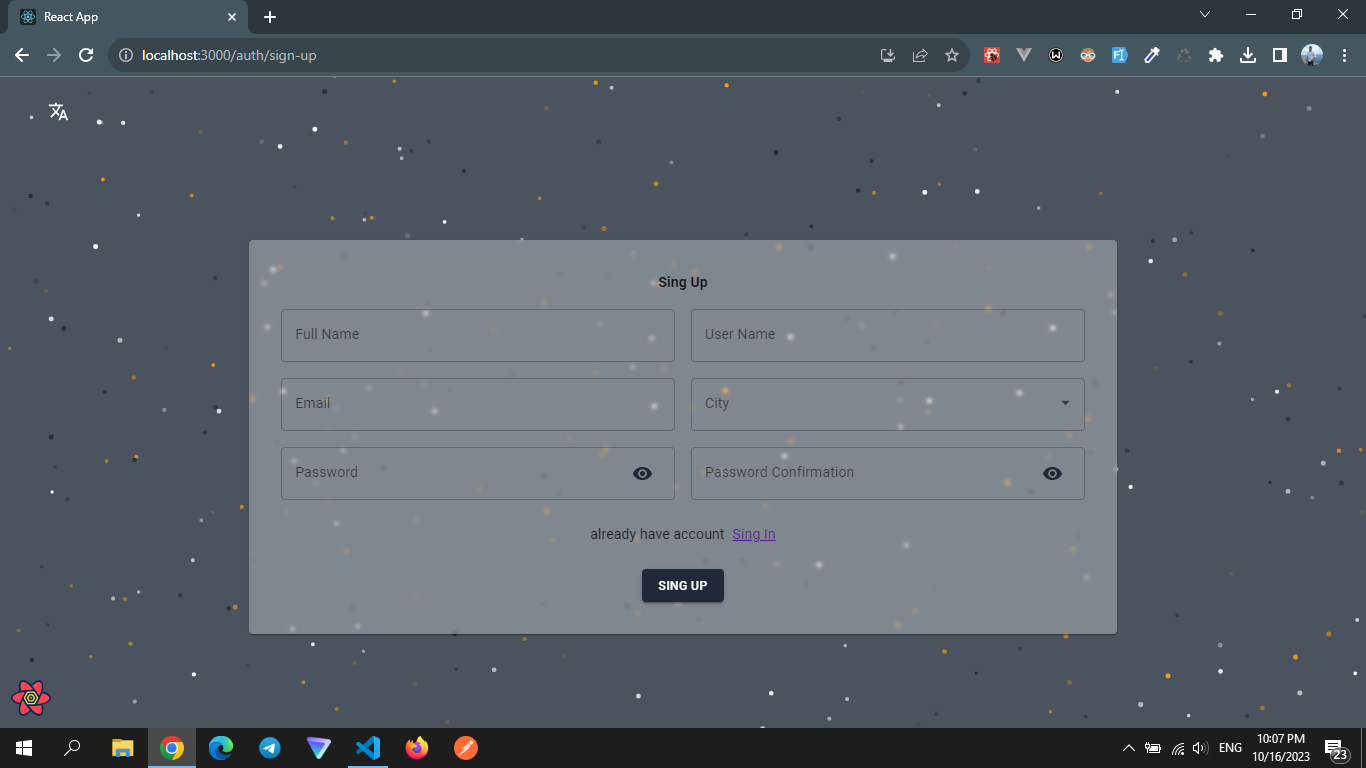 React App
localhost:3000/auth/sign-up
Sing Up
Full Name
User Name
Email
City
Password
Password Confirmation
already have account Sing In
SING UP
ENG
10:07 PM
10/16/2023
23